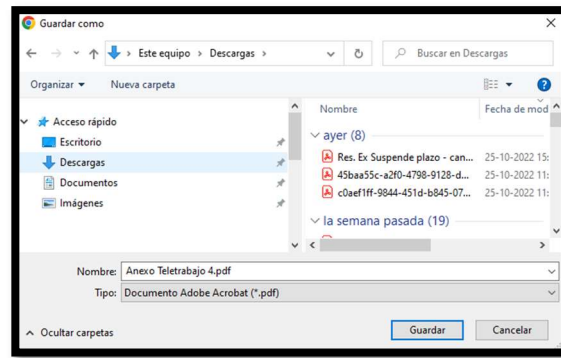 Guardar como
Este equipo > Descargas >
Buscar en Descargas
Organizar
Nueva carpeta
Nombre
Fecha de mod
Acceso rápido
Escritorio
Descargas
Documentos
Imágenes
ayer (8)
Res. Ex Suspende plazo - can... 25-10-2022 15:
45baa55c-a2f0-4798-9128-d... 25-10-2022 11:
c0aef1ff-9844-451d-b845-07... 25-10-2022 11:
la semana pasada (19)
Nombre: Anexo Teletrabajo 4.pdf
Tipo: Documento Adobe Acrobat (*.pdf)
Ocultar carpetas
Guardar
Cancelar